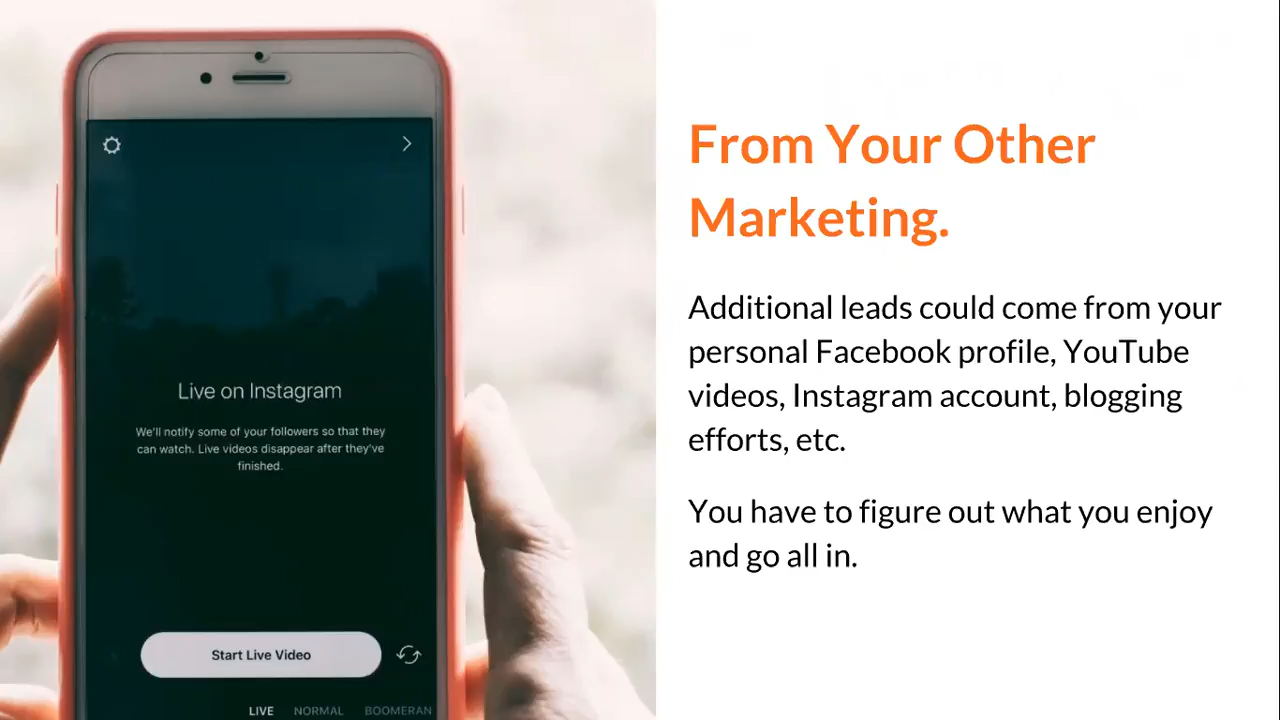 Live on Instagram
We'll notify some of your followers so that they
can watch. Live videos disappear after they've
finished.
Start Live Video
LIVE NORMAL BOOMERAN
From Your Other
Marketing.
Additional leads could come from your
personal Facebook profile, YouTube
videos, Instagram account, blogging
efforts, etc.
You have to figure out what you enjoy
and go all in.